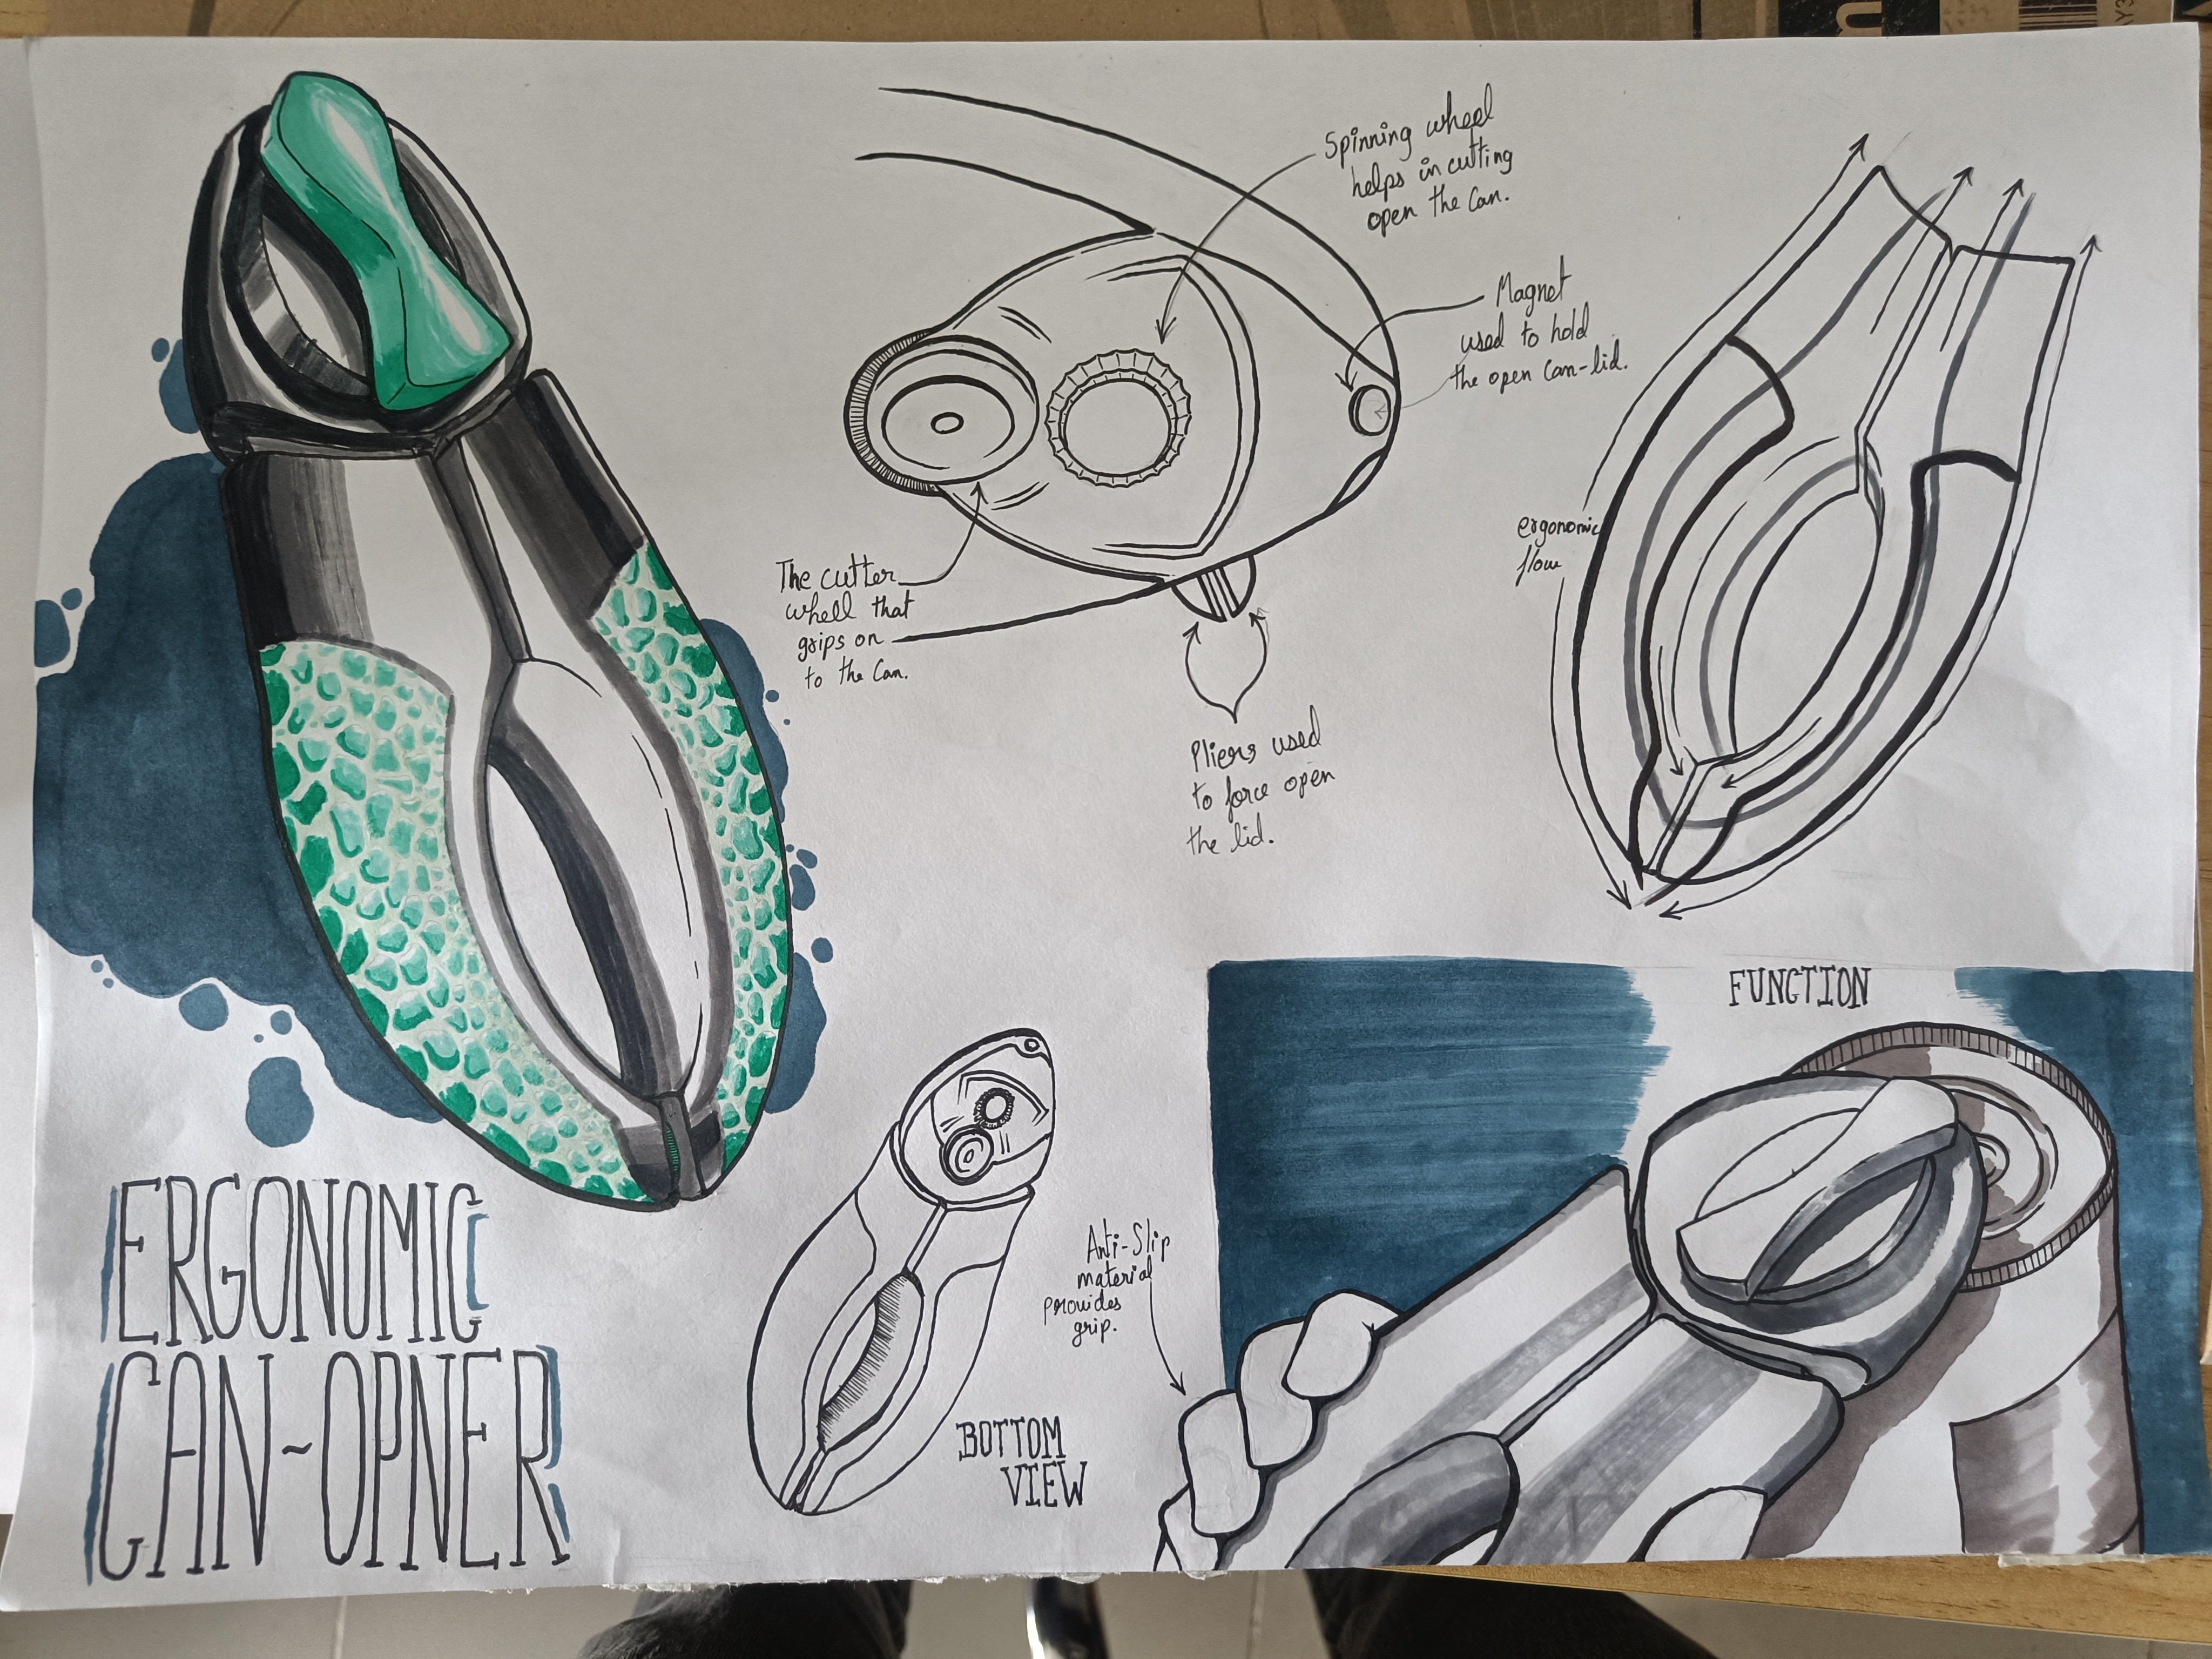 Spinning wheel
helps in cutting
open the Can.
Magnet
used to hold
the open Can-lid.
ergonomic
flow
The cutter
whell that
grips on
to the Can.
Pliers used
to force open
the lid.
FUNCTION
Anti-Slip
material
provides
grip.
BOTTOM
VIEW
ERGONOMIC
CAN-OPNER